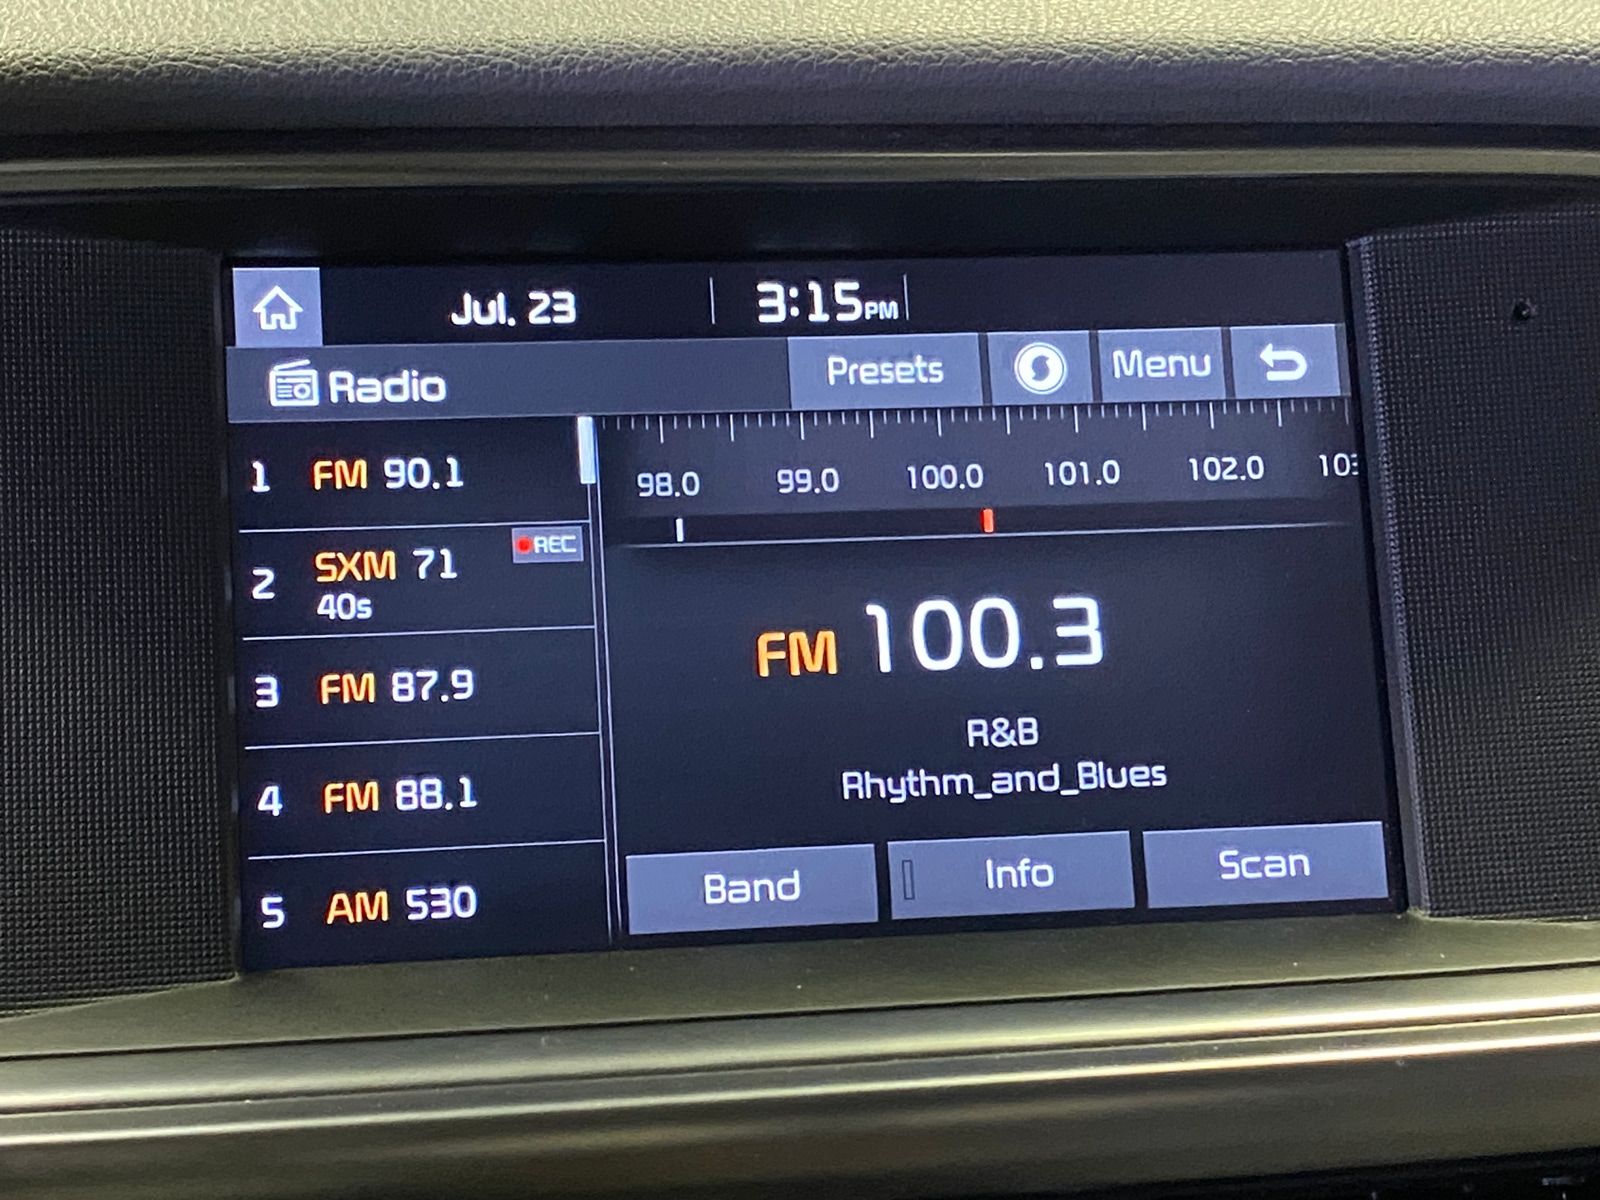 Jul. 23
3:15PM
Radio
Presets
Menu
1 FM 90.1
2 SXM 71
REC
40s
3 FM 87.9
4 FM 88.1
5 AM 530
98.0 99.0 100.0 101.0 102.0
FM 100.3
R&B
Rhythm_and_Blues
Band
Info
Scan